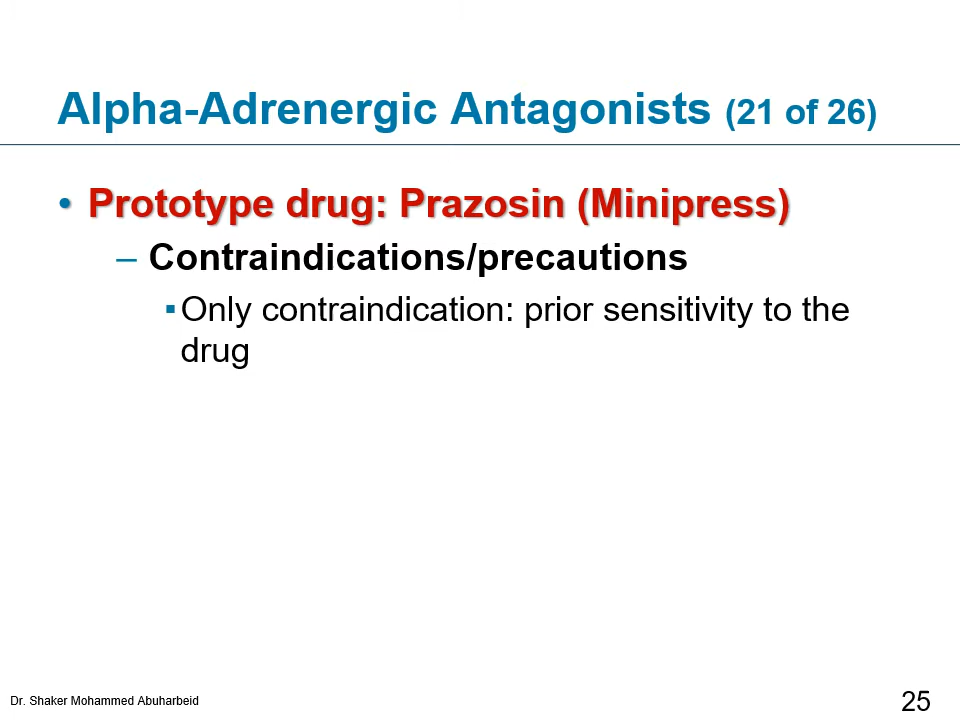 Alpha-Adrenergic Antagonists (21 of 26)
• Prototype drug: Prazosin (Minipress)
– Contraindications/precautions
▪ Only contraindication: prior sensitivity to the
drug
Dr. Shaker Mohammed Abuharbeid
25